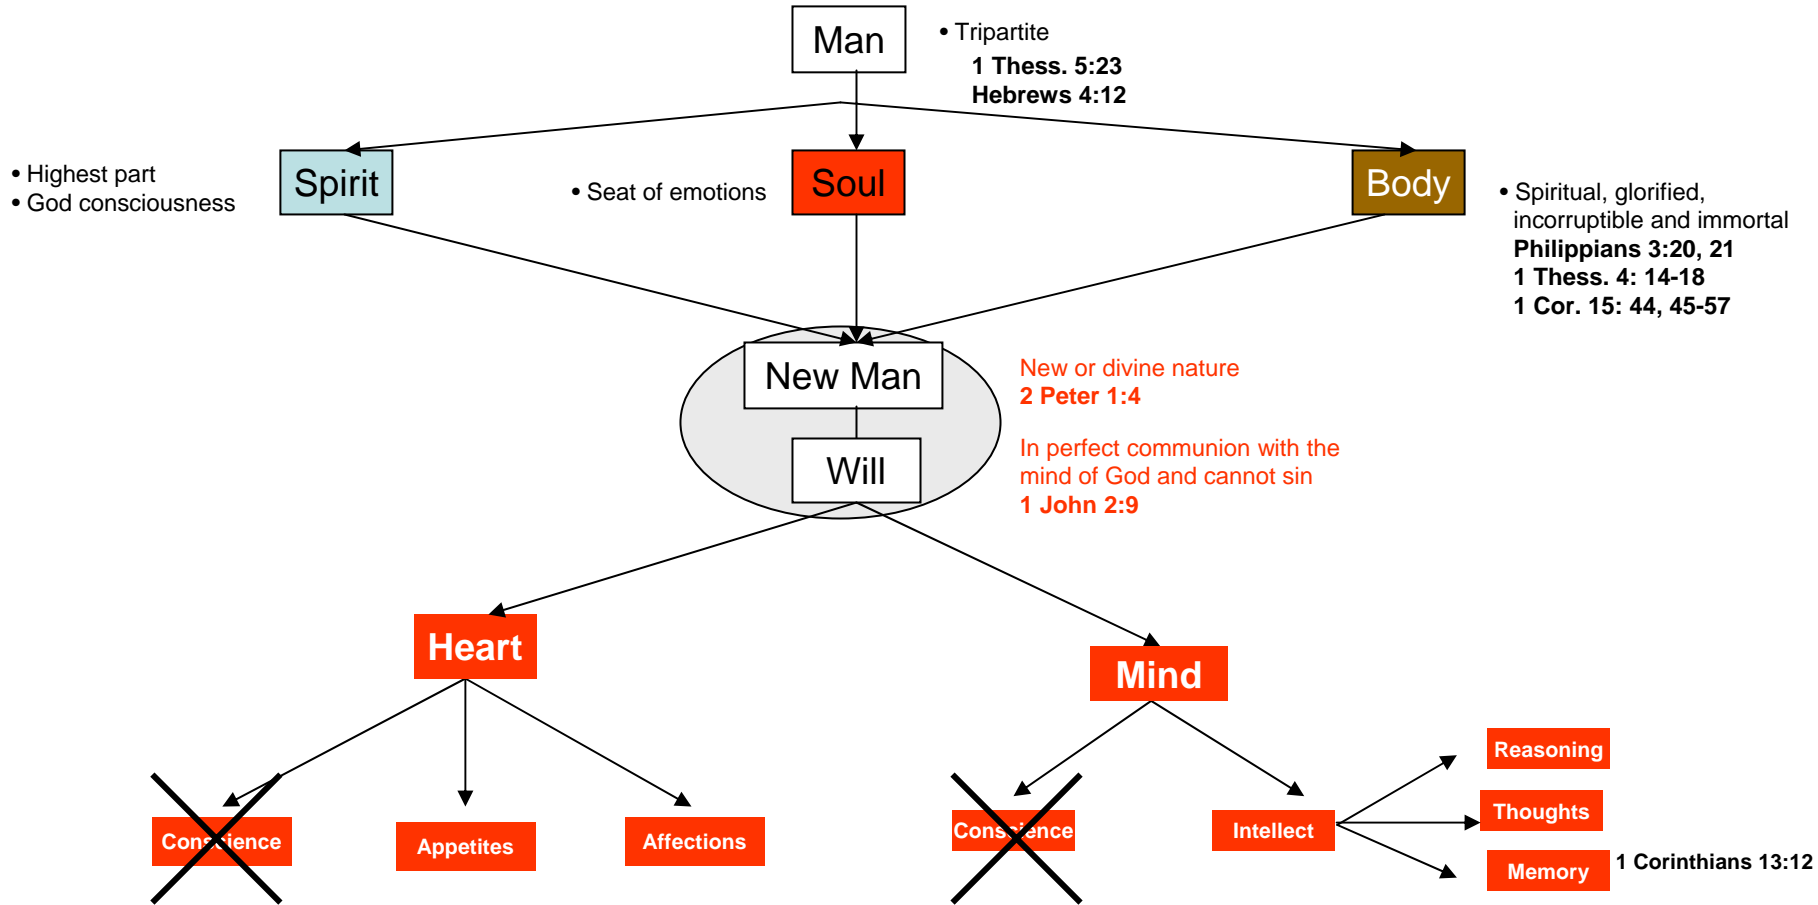 Man
• Tripartite
1 Thess. 5:23
Hebrews 4:12
• Highest part
• God consciousness
Spirit
• Seat of emotions
Soul
Body
• Spiritual, glorified,
incorruptible and immortal
Philippians 3:20, 21
1 Thess. 4: 14-18
1 Cor. 15: 44, 45-57
New Man
New or divine nature
2 Peter 1:4
Will
In perfect communion with the
mind of God and cannot sin
1 John 2:9
Heart
Mind
Conscience
Appetites
Affections
Conscience
Intellect
Reasoning
Thoughts
Memory
1 Corinthians 13:12